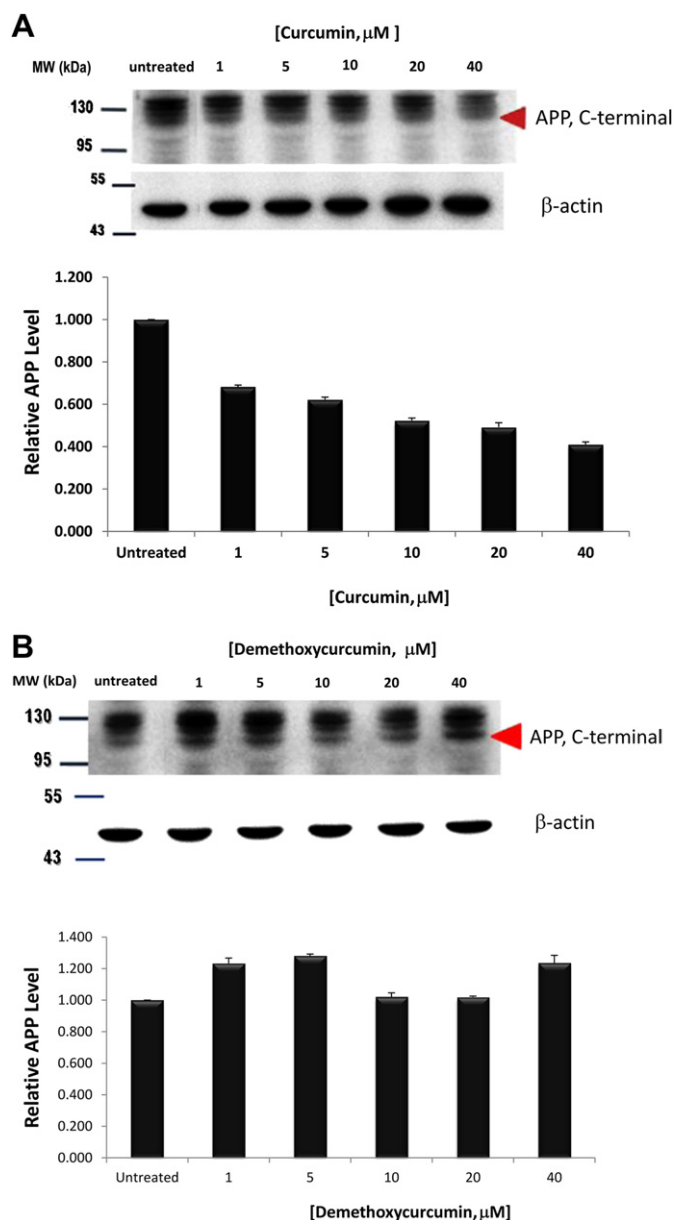 A
[Curcumin, µM ]
MW (kDa) untreated 1 5 10 20 40
130
APP, C-terminal
95
55
β-actin
43
1.200
1.000
0.800
0.600
0.400
0.200
0.000
Relative APP Level
Untreated 1 5 10 20 40
[Curcumin, µM]
B
[Demethoxycurcumin, µM]
MW (kDa) untreated 1 5 10 20 40
130
APP, C-terminal
95
55
β-actin
43
1.400
1.200
1.000
0.800
0.600
0.400
0.200
0.000
Relative APP Level
Untreated 1 5 10 20 40
[Demethoxycurcumin, µM]